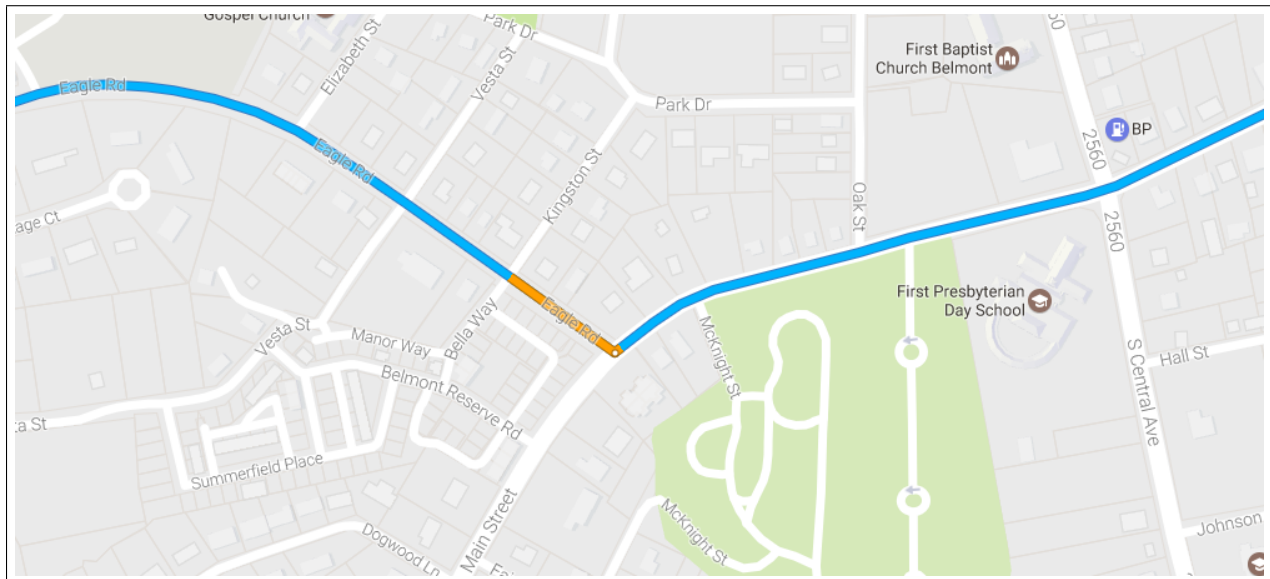 Gospel Church
Elizabeth St
Park Dr
Vesta St
Eagle Rd
Eagle Rd
Park Dr
First Baptist
Church Belmont
60
BP
2560
Kingston St
Oak St
age Ct
2560
First Presbyterian
Day School
Eagle Rd
Vesta St
Manor Way
Bella Way
McKnight St
Hall St
Belmont Reserve Rd
S Central Ave
ta St
Summerfield Place
Main Street
McKnight St
Dogwood Ln
Johnson
Fai